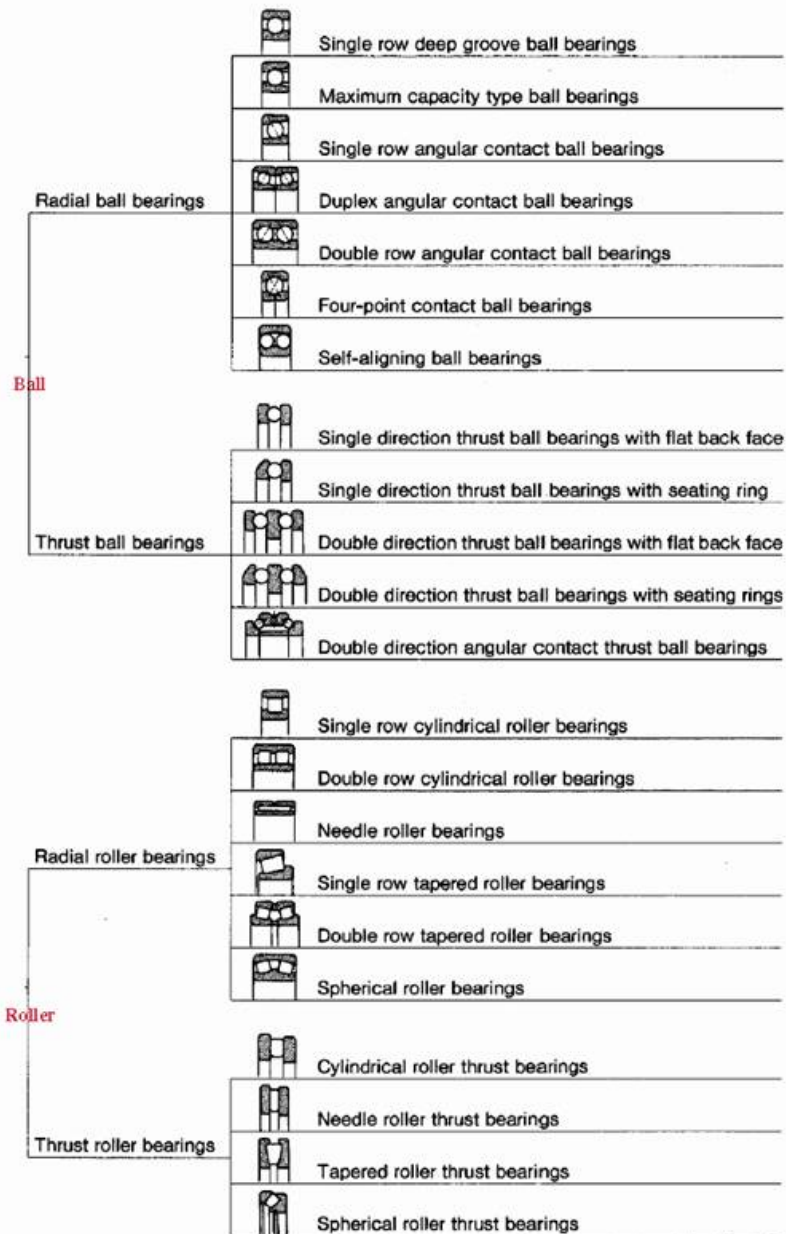 Single row deep groove ball bearings
Maximum capacity type ball bearings
Single row angular contact ball bearings
Radial ball bearings
Duplex angular contact ball bearings
Double row angular contact ball bearings
Four-point contact ball bearings
Self-aligning ball bearings
Ball
Single direction thrust ball bearings with flat back face
Single direction thrust ball bearings with seating ring
Thrust ball bearings
Double direction thrust ball bearings with flat back face
Double direction thrust ball bearings with seating rings
Double direction angular contact thrust ball bearings
Single row cylindrical roller bearings
Double row cylindrical roller bearings
Needle roller bearings
Radial roller bearings
Single row tapered roller bearings
Double row tapered roller bearings
Spherical roller bearings
Roller
Cylindrical roller thrust bearings
Needle roller thrust bearings
Thrust roller bearings
Tapered roller thrust bearings
Spherical roller thrust bearings